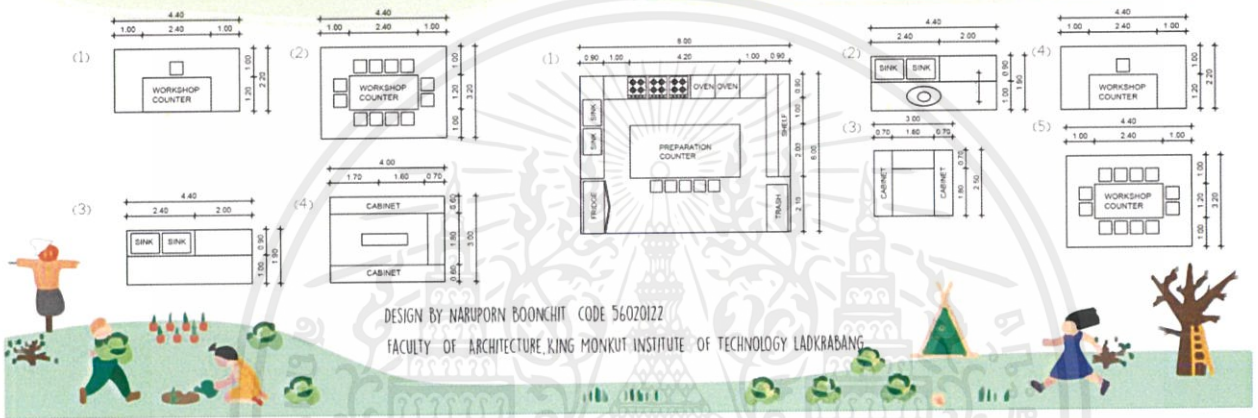 (1)
4.40
1.00 2.40 1.00
WORKSHOP
COUNTER
1.00
1.20
2.20
(2)
4.40
1.00 2.40 1.00
WORKSHOP
COUNTER
1.00
1.20
1.00
3.20
(3)
4.40
2.40 2.00
SINK SINK
0.90
1.00
1.90
(4)
4.00
1.70 1.60 0.70
CABINET
CABINET
0.60
1.80
0.60
3.00
(1)
0.90 1.00 4.20 1.00 0.90
OVEN OVEN
SINK
SINK
FRIDGE
PREPARATION
COUNTER
SHELF
TRASH
0.90
1.00
2.00
2.10
6.00
(2)
4.40
2.40 2.00
SINK SINK
0.90
1.00
1.90
(3)
3.00
0.70 1.60 0.70
CABINET
CABINET
0.70
1.80
2.50
(4)
4.40
1.00 2.40 1.00
WORKSHOP
COUNTER
1.00
1.20
2.20
(5)
4.40
1.00 2.40 1.00
WORKSHOP
COUNTER
1.00
1.20
1.00
3.20
DESIGN BY NARUPORN BOONCHIT CODE 56020122
FACULTY OF ARCHITECTURE,KING MONKUT INSTITUTE OF TECHNOLOGY LADKRABANG